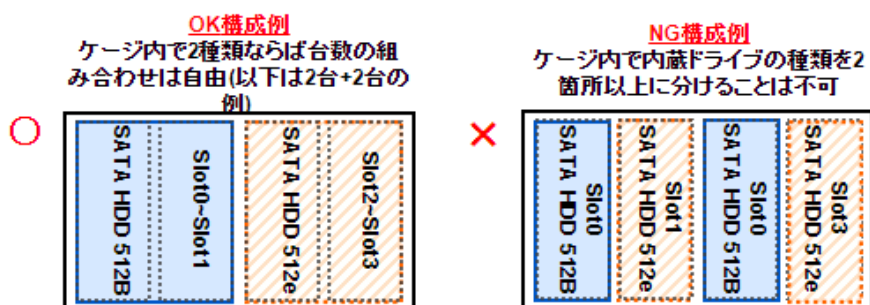 OK構成例
ケージ内で2種類ならば台数の組
み合わせは自由(以下は2台+2台の
例)
○
SATA HDD 512B
Slot0~Slot1
SATA HDD 512e
Slot2~Slot3
NG構成例
ケージ内で内蔵ドライブの種類を2
箇所以上に分けることは不可
×
Slot0
SATA HDD 512B
Slot1
SATA HDD 512e
Slot0
SATA HDD 512B
Slot3
SATA HDD 512e